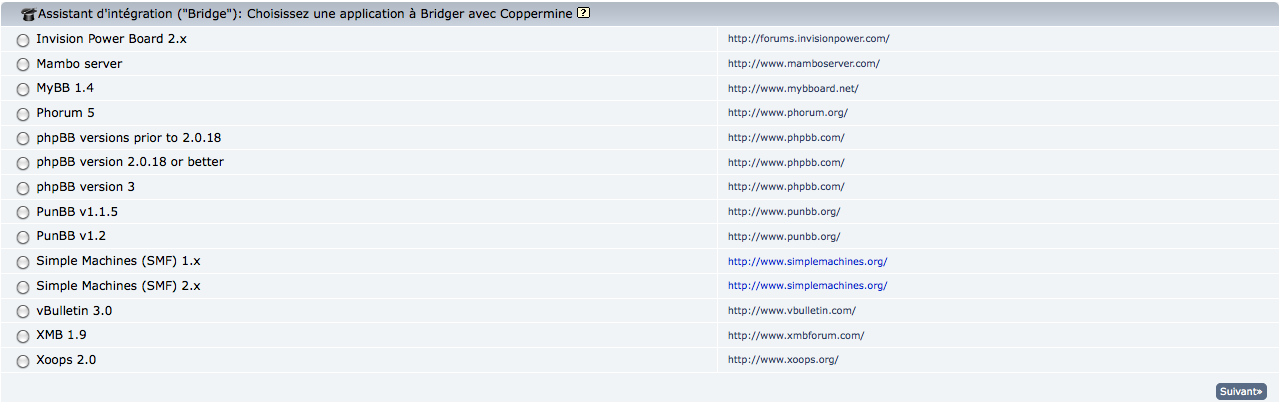 Assistant d'intégration ("Bridge"): Choisissez une application à Bridger avec Coppermine ?
Invision Power Board 2.x http://forums.invisionpower.com/
Mambo server http://www.mamboserver.com/
MyBB 1.4 http://www.mybboard.net/
Phorum 5 http://www.phorum.org/
phpBB versions prior to 2.0.18 http://www.phpbb.com/
phpBB version 2.0.18 or better http://www.phpbb.com/
phpBB version 3 http://www.phpbb.com/
PunBB v1.1.5 http://www.punbb.org/
PunBB v1.2 http://www.punbb.org/
Simple Machines (SMF) 1.x http://www.simplemachines.org/
Simple Machines (SMF) 2.x http://www.simplemachines.org/
vBulletin 3.0 http://www.vbulletin.com/
XMB 1.9 http://www.xmbforum.com/
Xoops 2.0 http://www.xoops.org/
Suivant»